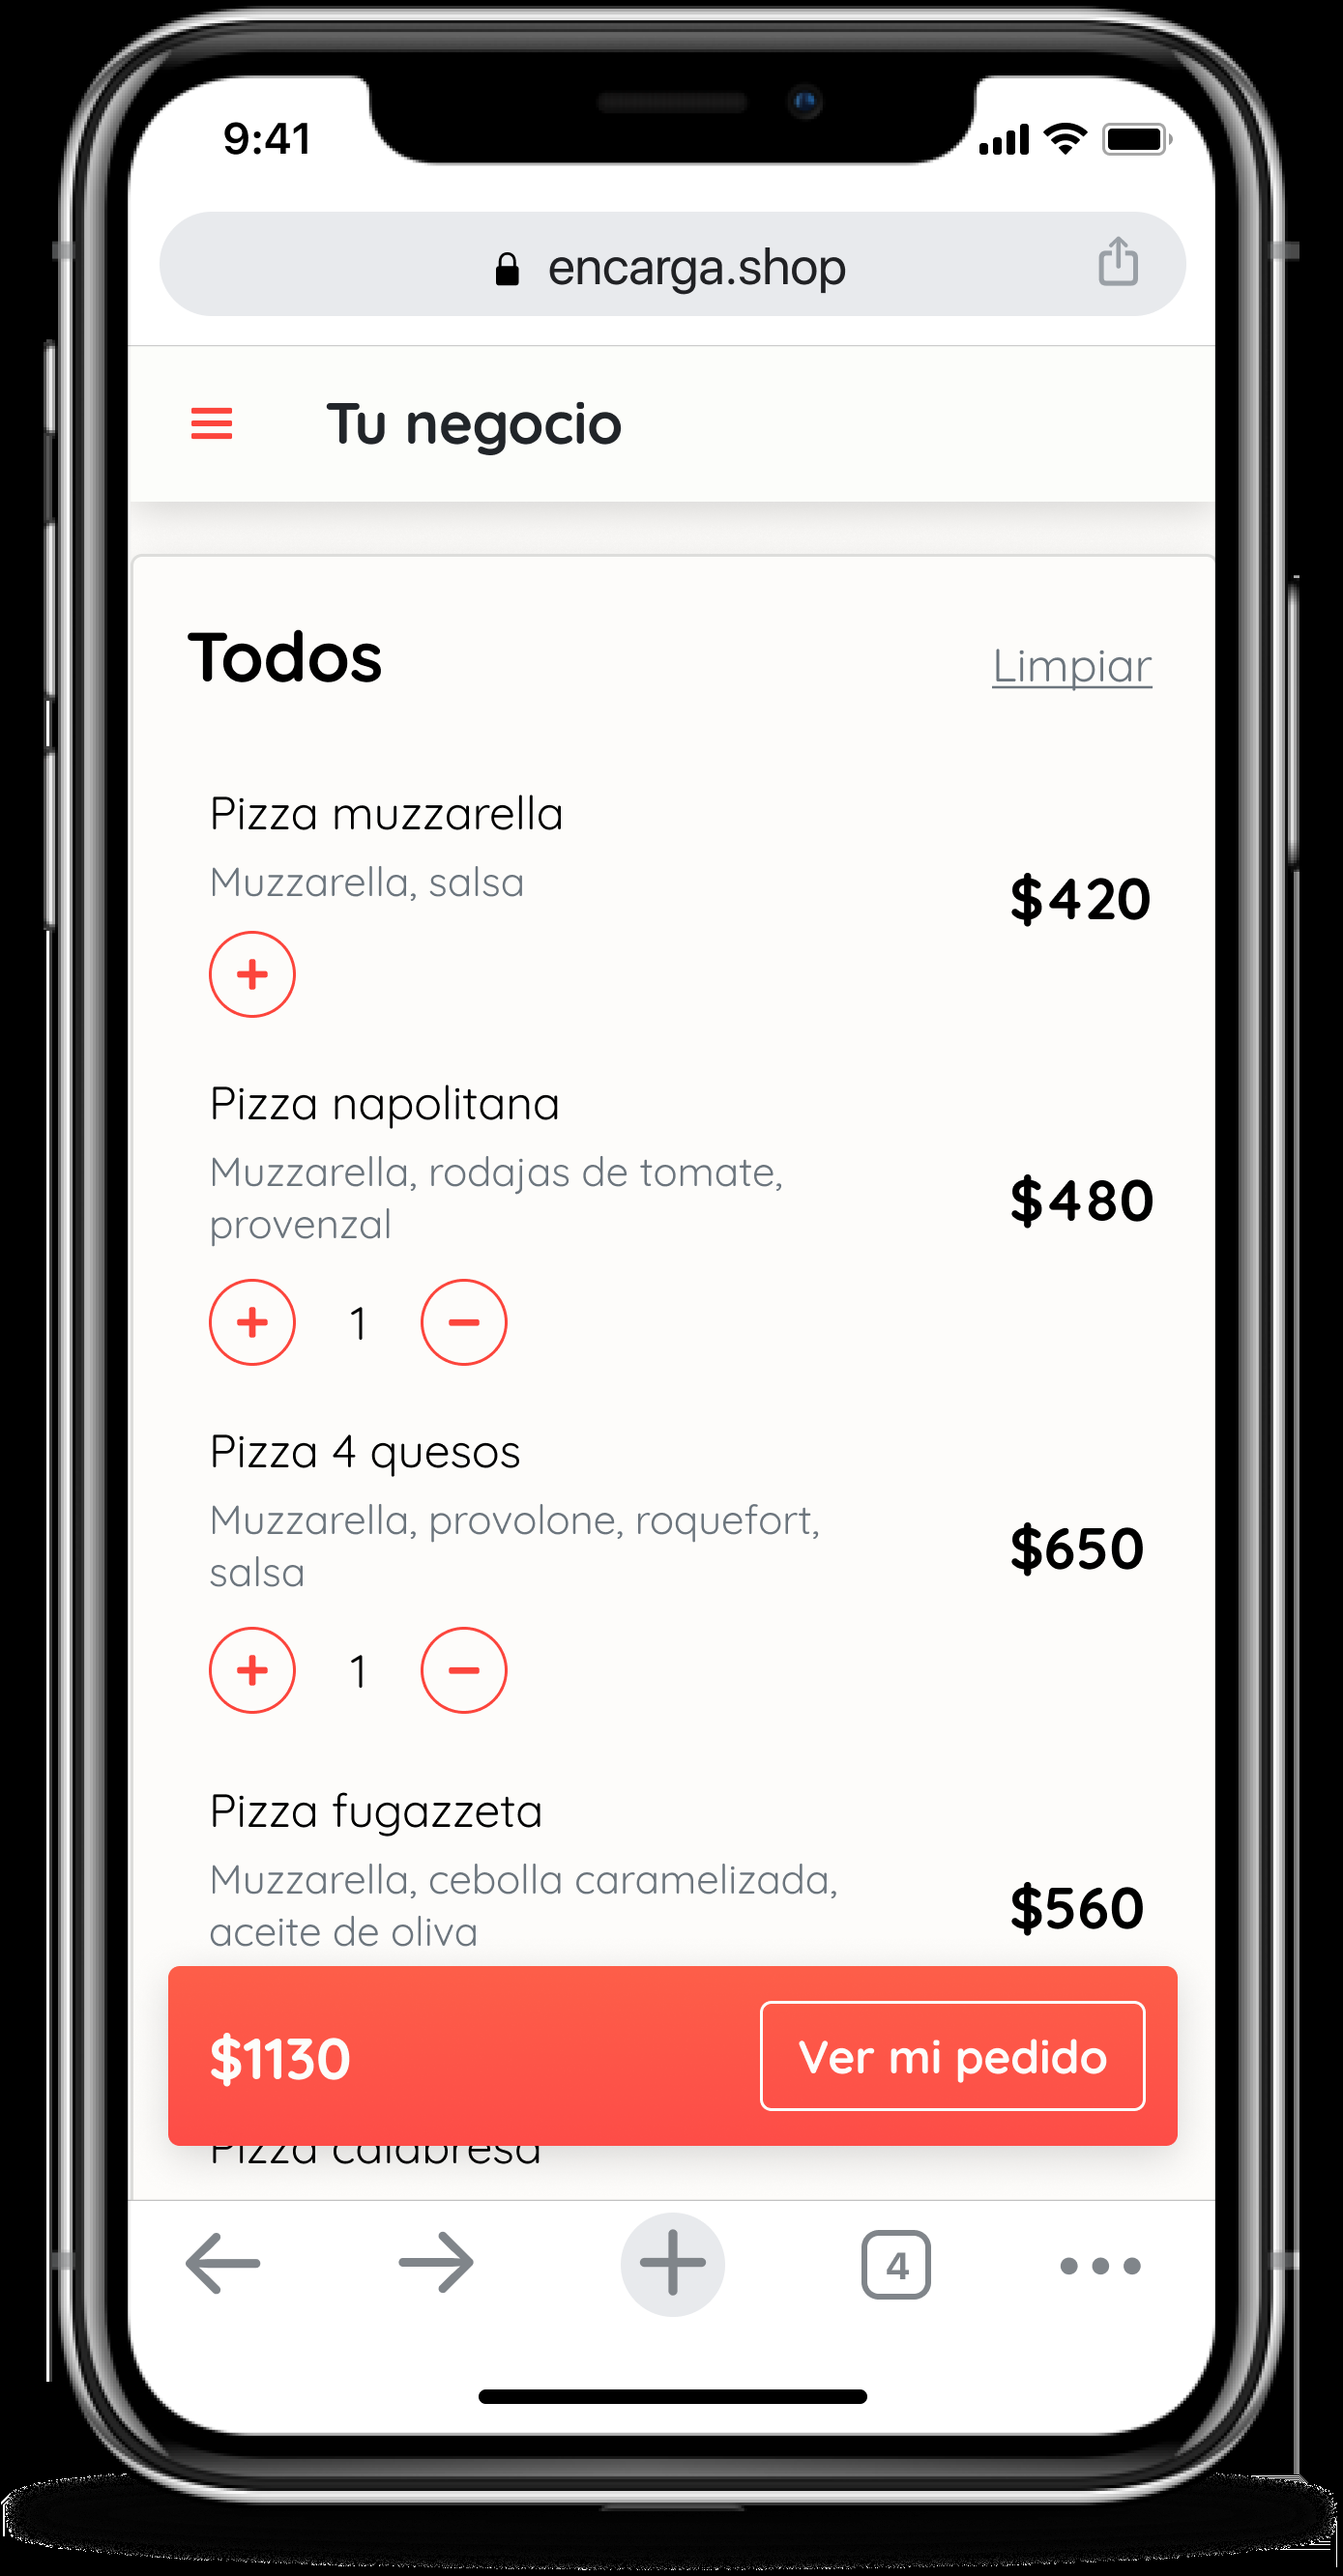 9:41
encarga.shop
Tu negocio
Todos
Limpiar
Pizza muzzarella
Muzzarella, salsa
$420
Pizza napolitana
Muzzarella, rodajas de tomate,
provenzal
$480
1
Pizza 4 quesos
Muzzarella, provolone, roquefort,
salsa
$650
1
Pizza fugazzeta
Muzzarella, cebolla caramelizada,
aceite de oliva
$560
$1130
Ver mi pedido
Pizza calabresa
4